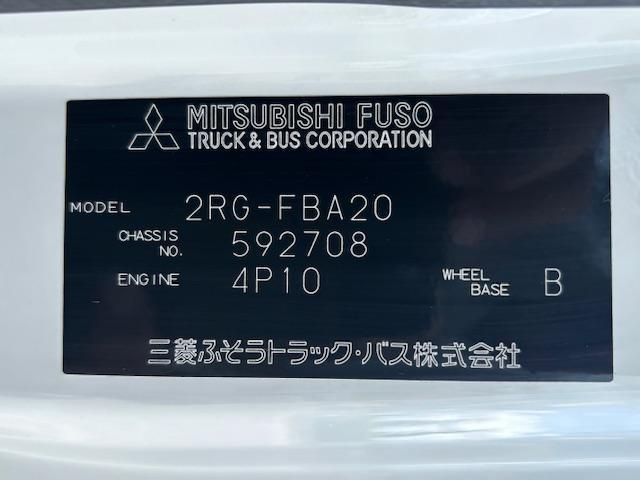 MITSUBISHI FUSO
TRUCK & BUS CORPORATION
MODEL 2RG-FBA20
CHASSIS NO. 592708
ENGINE 4P10 WHEEL BASE B
三菱ふそうトラック・バス株式会社